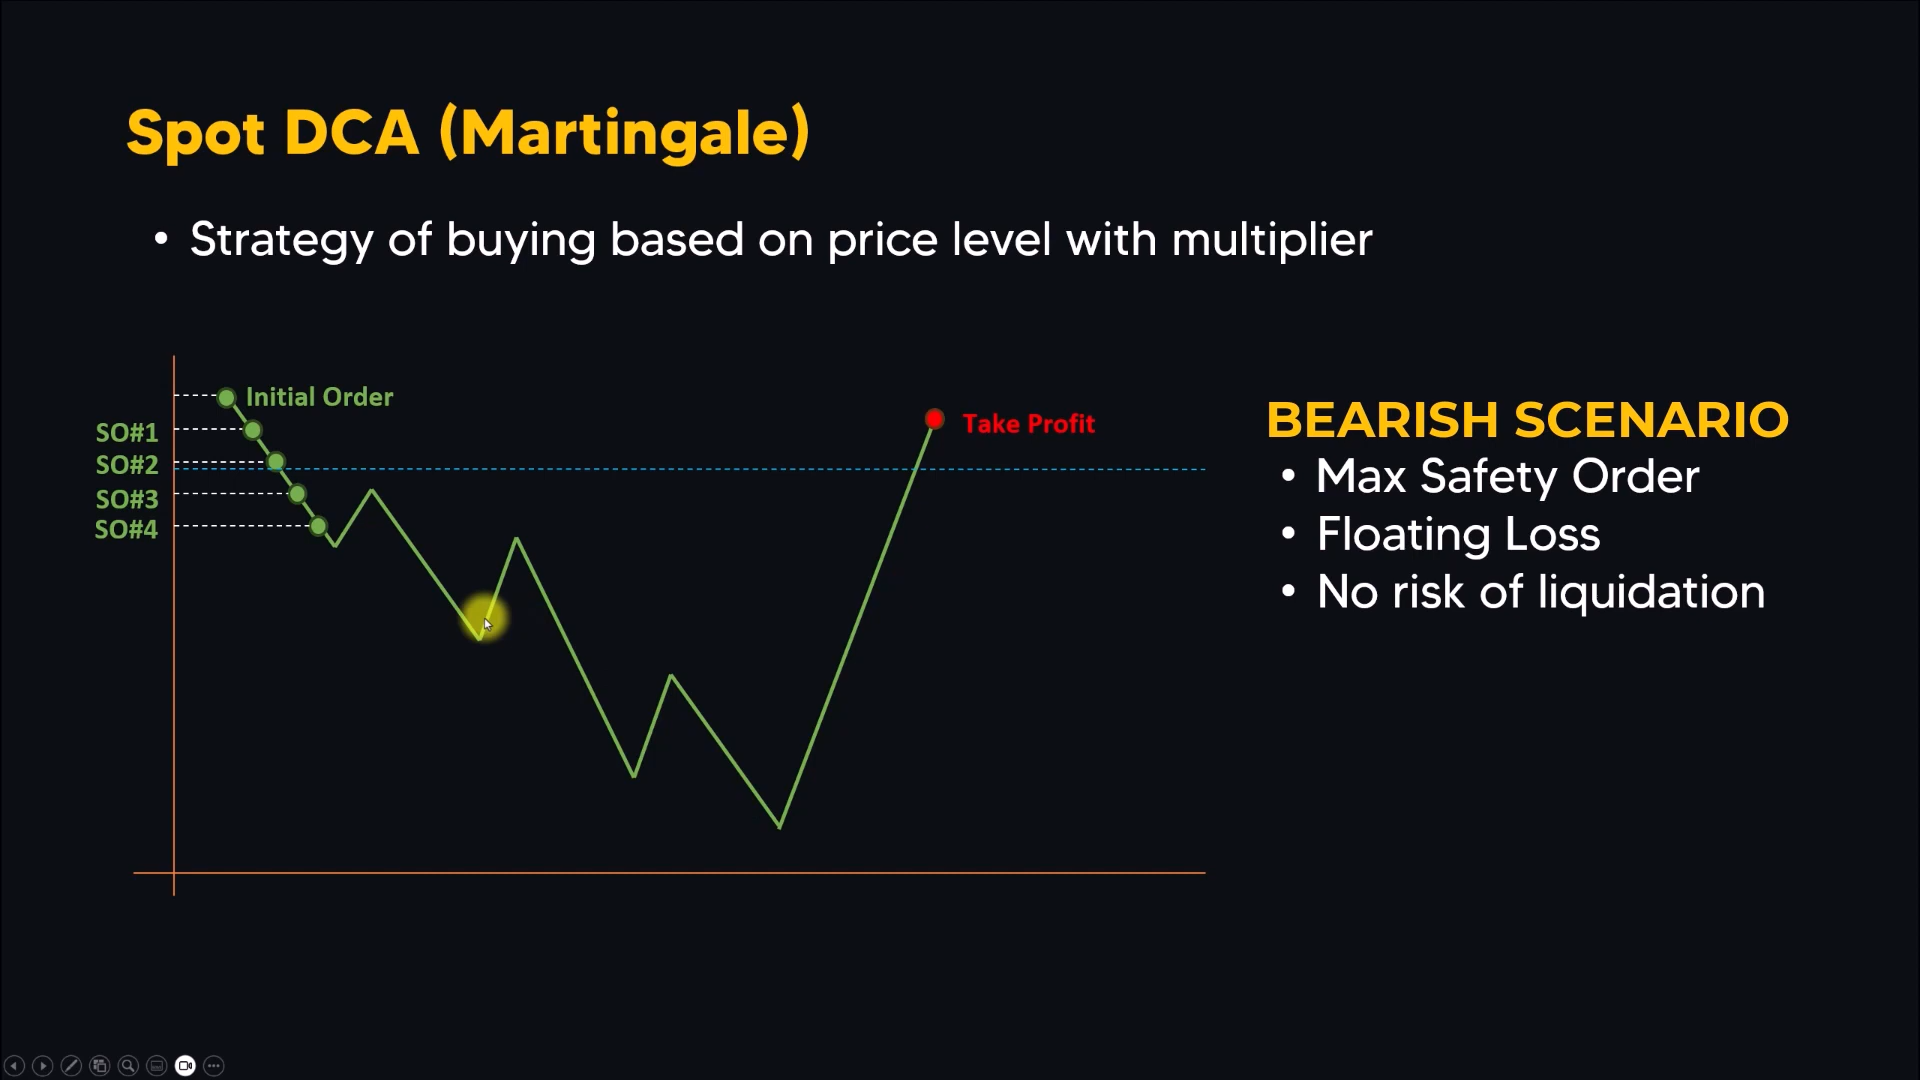 Spot DCA (Martingale)
• Strategy of buying based on price level with multiplier
Initial Order
SO#1
SO#2
SO#3
SO#4
Take Profit
BEARISH SCENARIO
• Max Safety Order
• Floating Loss
• No risk of liquidation